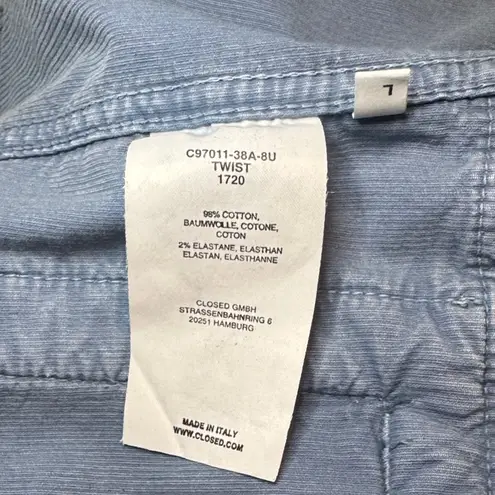 L
C97011-38A-8U
TWIST
1720
98% COTTON,
BAUMWOLLE, COTONE,
COTON
2% ELASTANE, ELASTHAN
ELASTAN, ELASTHANNE
CLOSED GMBH
STRASSENBAHNRING 6
20251 HAMBURG
MADE IN ITALY
WWW.CLOSED.COM